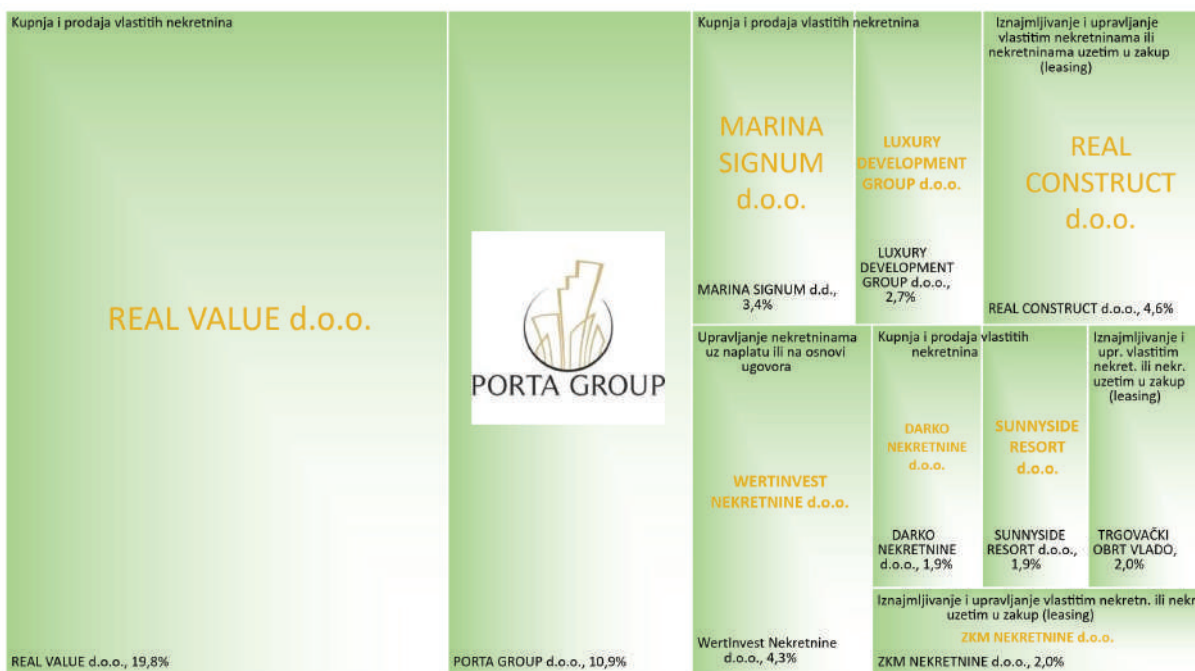 Kupnja i prodaja vlastitih nekretnina
REAL VALUE d.o.o.
REAL VALUE d.o.o., 19,8%
PORTA GROUP
PORTA GROUP d.o.o., 10,9%
Kupnja i prodaja vlastitih nekretnina
MARINA
SIGNUM
d.o.o.
MARINA SIGNUM d.d.,
3,4%
LUXURY
DEVELOPMENT
GROUP d.o.o.
LUXURY
DEVELOPMENT
GROUP d.o.o.,
2,7%
Iznajmljivanje i upravljanje
vlastitim nekretninama ili
nekretninama uzetim u zakup
(leasing)
REAL
CONSTRUCT
d.o.o.
REAL CONSTRUCT d.o.o., 4,6%
Upravljanje nekretninama
uz naplatu ili na osnovi
ugovora
WERTINVEST
NEKRETNINE d.o.o.
WertInvest Nekretnine
d.o.o., 4,3%
Kupnja i prodaja vlastitih
nekretnina
DARKO
NEKRETNINE
d.o.o.
DARKO
NEKRETNINE
d.o.o., 1,9%
SUNNYSIDE
RESORT
d.o.o.
SUNNYSIDE
RESORT d.o.o.,
1,9%
Iznajmljivanje i
upr. vlastitim
nekret. ili nekr.
uzetim u zakup
(leasing)
TRGOVAČKI
OBRT VLADO,
2,0%
Iznajmljivanje i upravljanje vlastitim nekretn. ili nekr
uzetim u zakup (leasing)
ZKM NEKRETNINE d.o.o.
ZKM NEKRETNINE d.o.o., 2,0%